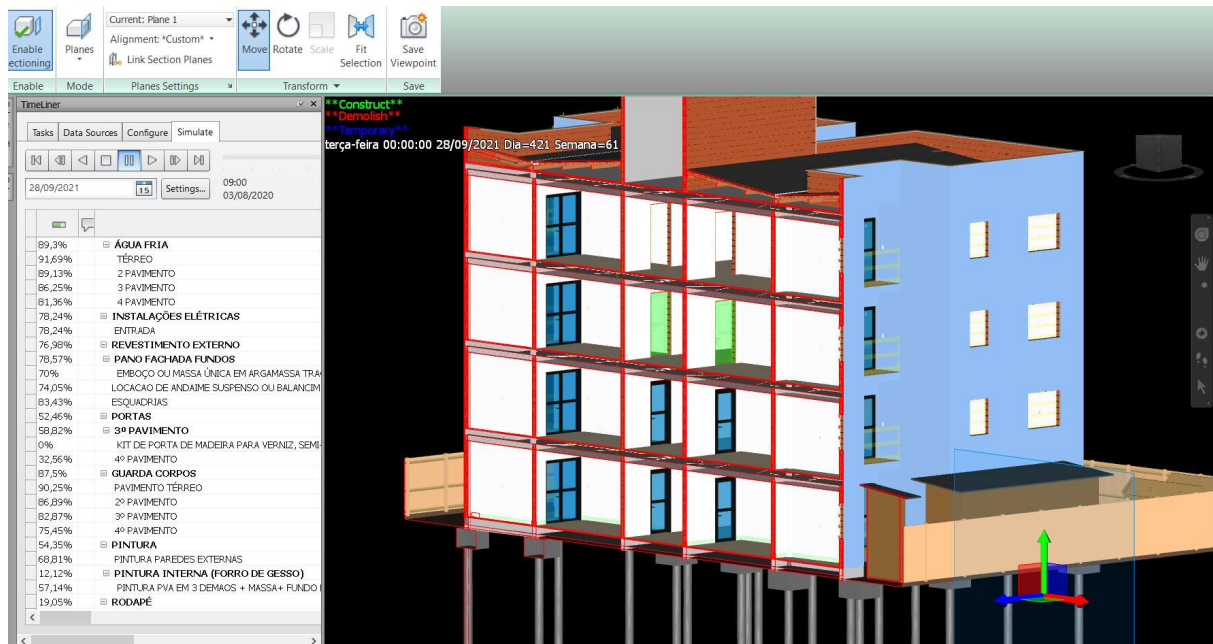 Current: Plane 1
Alignment: *Custom*
Link Section Planes
Enable
ectioning
Planes
Move
Rotate
Scale
Fit
Selection
Save
Viewpoint
Enable
Mode
Planes Settings
Transform
Save
TimeLiner
Tasks
Data Sources
Configure
Simulate
28/09/2021
15
Settings...
09:00
03/08/2020
89,3% ÁGUA FRIA
91,69% TÉRREO
89,13% 2 PAVIMENTO
86,25% 3 PAVIMENTO
81,36% 4 PAVIMENTO
78,24% INSTALAÇÕES ELÉTRICAS
78,24% ENTRADA
76,98% REVESTIMENTO EXTERNO
78,57% PANO FACHADA FUNDOS
70% EMBOÇO OU MASSA ÚNICA EM ARGAMASSA TRA
74,05% LOCACAO DE ANDAIME SUSPENSO OU BALANCIM
83,43% ESQUADRIAS
52,46% PORTAS
58,82% 3º PAVIMENTO
0% KIT DE PORTA DE MADEIRA PARA VERNIZ, SEMI-
32,56% 4º PAVIMENTO
87,5% GUARDA CORPOS
90,25% PAVIMENTO TÉRREO
86,89% 2º PAVIMENTO
82,87% 3º PAVIMENTO
75,45% 4º PAVIMENTO
54,35% PINTURA
68,81% PINTURA PAREDES EXTERNAS
12,12% PINTURA INTERNA (FORRO DE GESSO)
57,14% PINTURA PVA EM 3 DEMAOS + MASSA+ FUNDO
19,05% RODAPÉ
**Construct**
**Demolish**
**Temporary**
terça-feira 00:00:00 28/09/2021 Dia=421 Semana=61